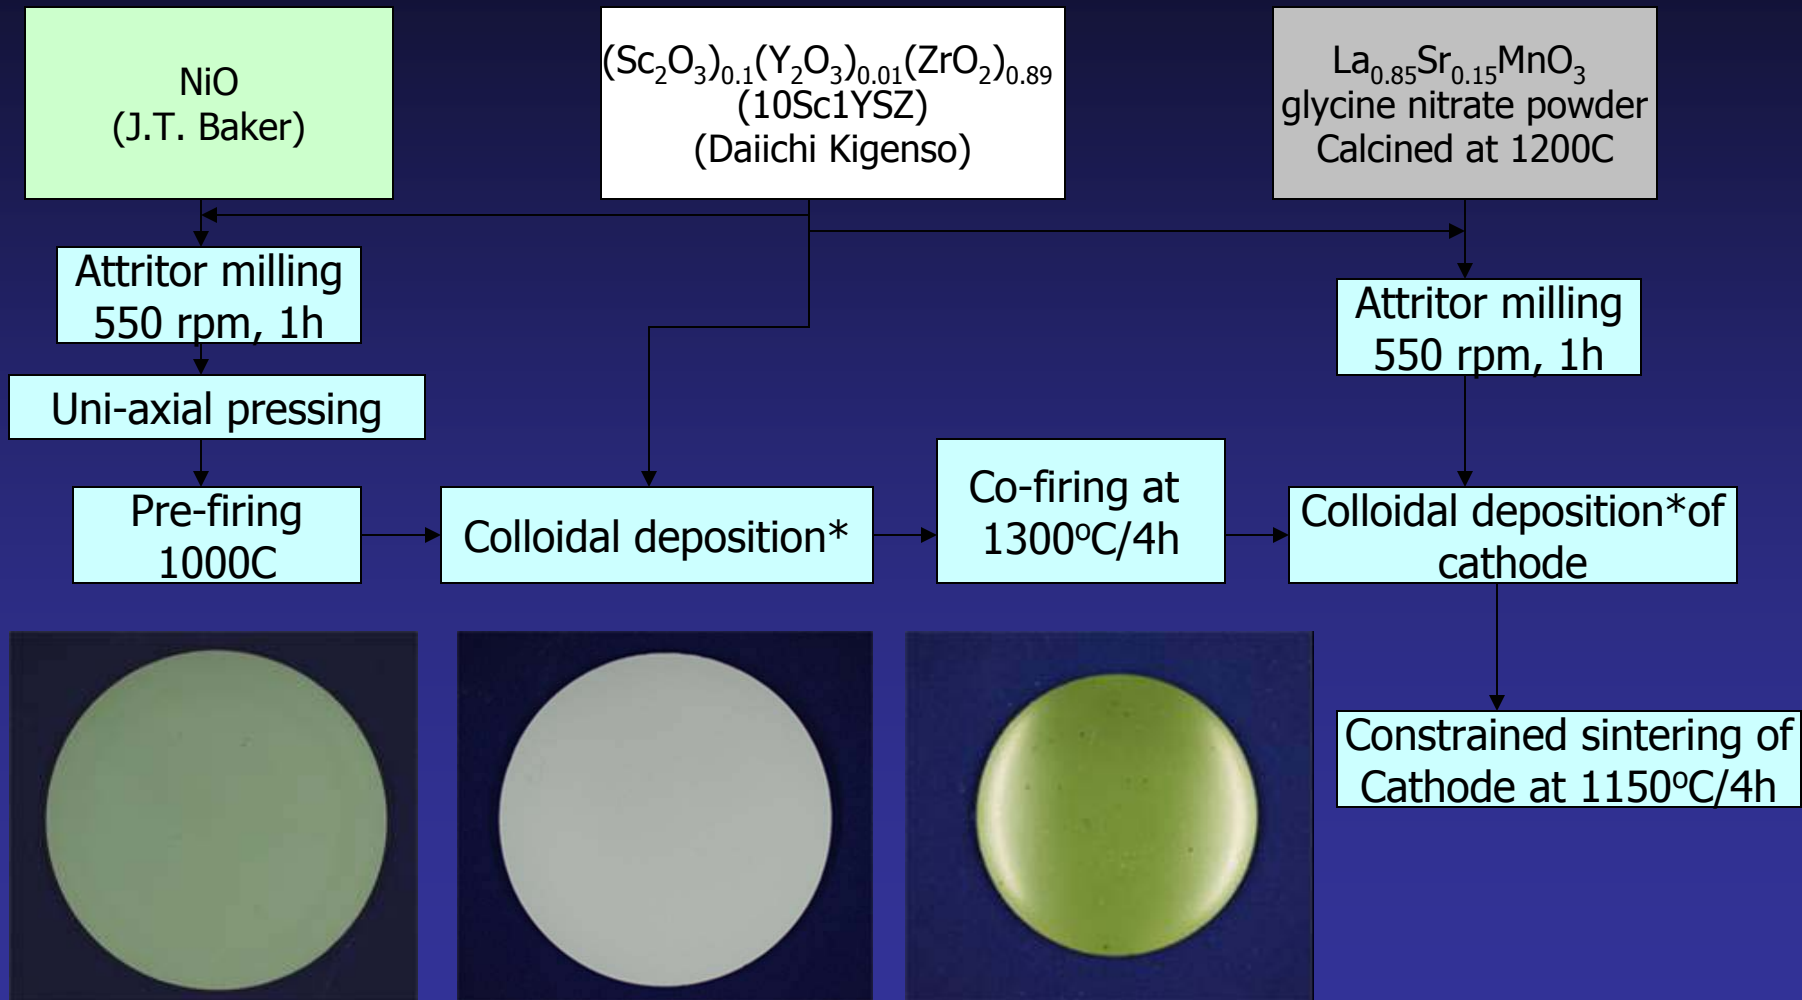 NiO
(J.T. Baker)
(Sc₂O₃)₀.₁(Y₂O₃)₀.₀₁(ZrO₂)₀.₈₉
(10Sc1YSZ)
(Daiichi Kigenso)
La₀.₈₅Sr₀.₁₅MnO₃
glycine nitrate powder
Calcined at 1200C
Attritor milling
550 rpm, 1h
Attritor milling
550 rpm, 1h
Uni-axial pressing
Pre-firing
1000C
Colloidal deposition*
Co-firing at
1300ºC/4h
Colloidal deposition*of
cathode
Constrained sintering of
Cathode at 1150ºC/4h